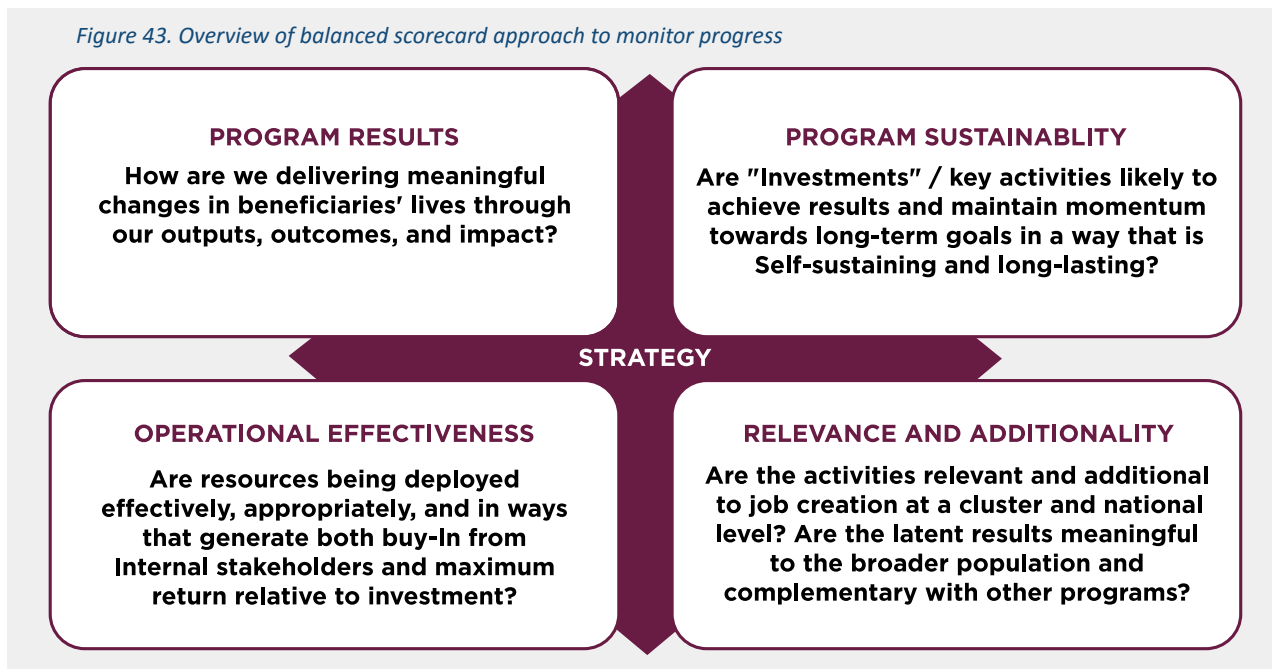 Figure 43. Overview of balanced scorecard approach to monitor progress
PROGRAM RESULTS
How are we delivering meaningful
changes in beneficiaries' lives through
our outputs, outcomes, and impact?
PROGRAM SUSTAINABLITY
Are "Investments" / key activities likely to
achieve results and maintain momentum
towards long-term goals in a way that is
Self-sustaining and long-lasting?
STRATEGY
OPERATIONAL EFFECTIVENESS
Are resources being deployed
effectively, appropriately, and in ways
that generate both buy-In from
Internal stakeholders and maximum
return relative to investment?
RELEVANCE AND ADDITIONALITY
Are the activities relevant and additional
to job creation at a cluster and national
level? Are the latent results meaningful
to the broader population and
complementary with other programs?